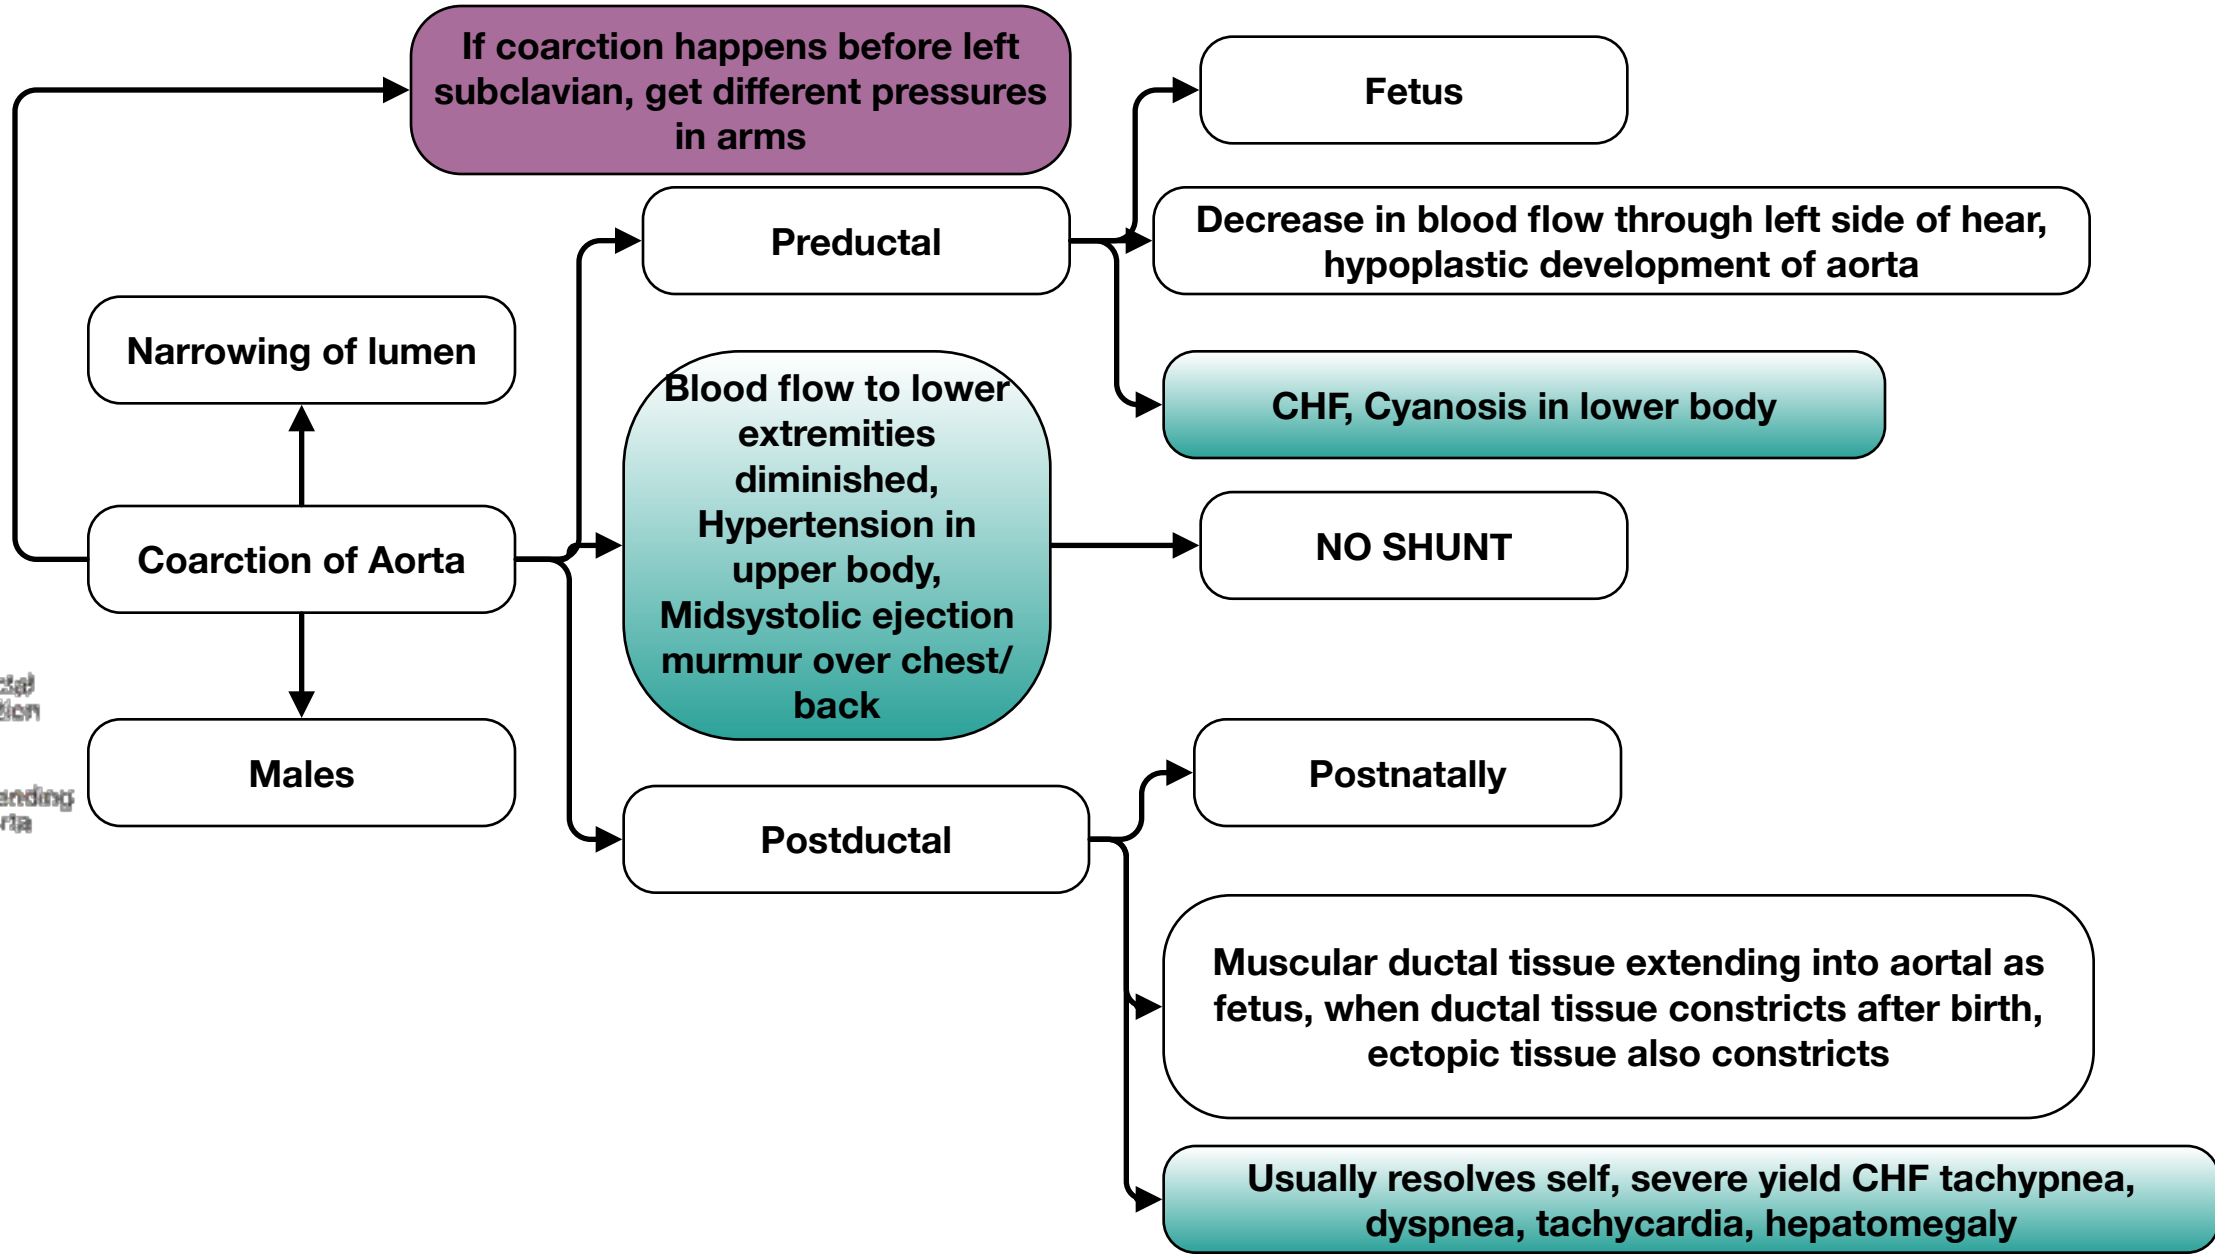 If coarction happens before left
subclavian, get different pressures
in arms
Fetus
Preductal
Decrease in blood flow through left side of hear,
hypoplastic development of aorta
Narrowing of lumen
Blood flow to lower
extremities
diminished,
Hypertension in
upper body,
Midsystolic ejection
murmur over chest/
back
CHF, Cyanosis in lower body
Coarction of Aorta
NO SHUNT
Males
Postductal
Postnatally
Muscular ductal tissue extending into aortal as
fetus, when ductal tissue constricts after birth,
ectopic tissue also constricts
Usually resolves self, severe yield CHF tachypnea,
dyspnea, tachycardia, hepatomegaly